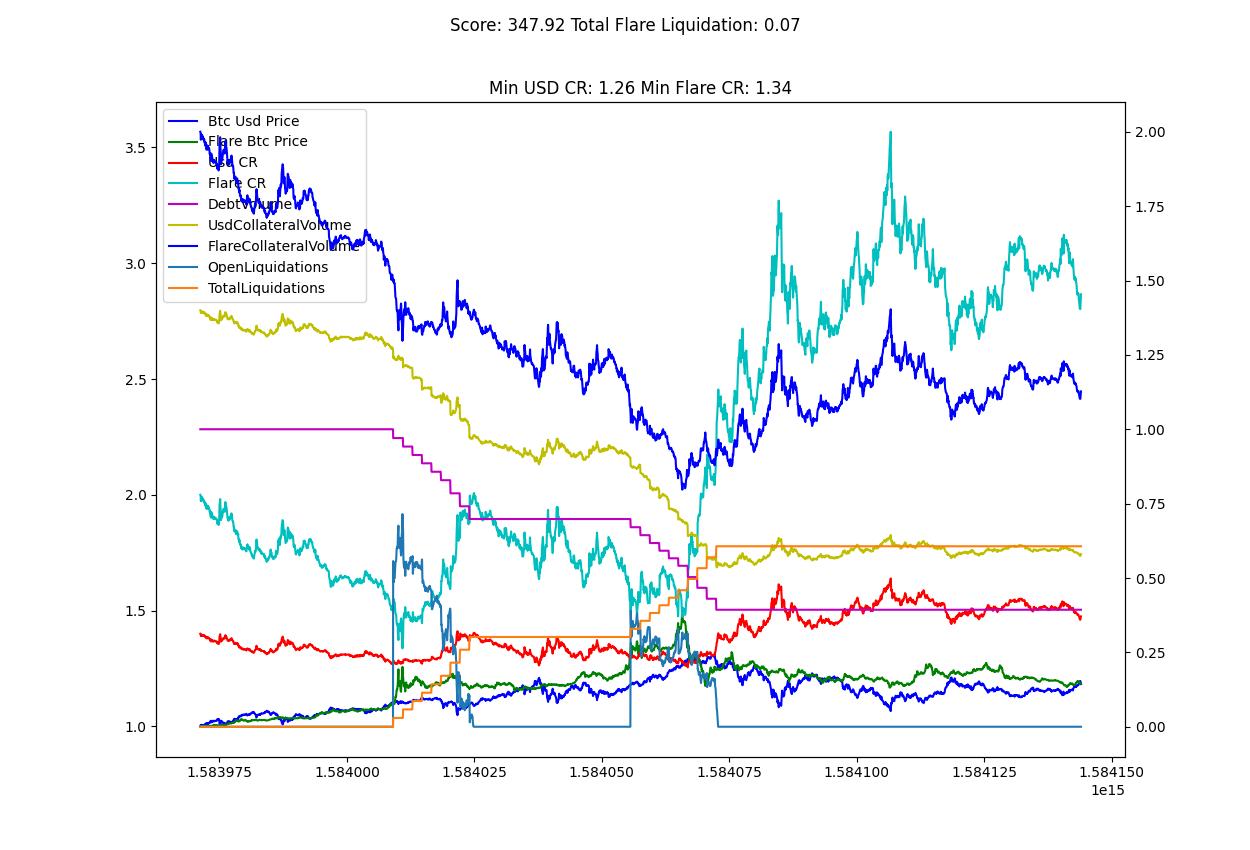 Score: 347.92 Total Flare Liquidation: 0.07
Min USD CR: 1.26 Min Flare CR: 1.34
Btc Usd Price
Flare Btc Price
Usd CR
Flare CR
DebtVolume
UsdCollateralVolume
FlareCollateralVolume
OpenLiquidations
TotalLiquidations
3.5
3.0
2.5
2.0
1.5
1.0
2.00
1.75
1.50
1.25
1.00
0.75
0.50
0.25
0.00
1.583975
1.584000
1.584025
1.584050
1.584075
1.584100
1.584125
1.584150
1e15